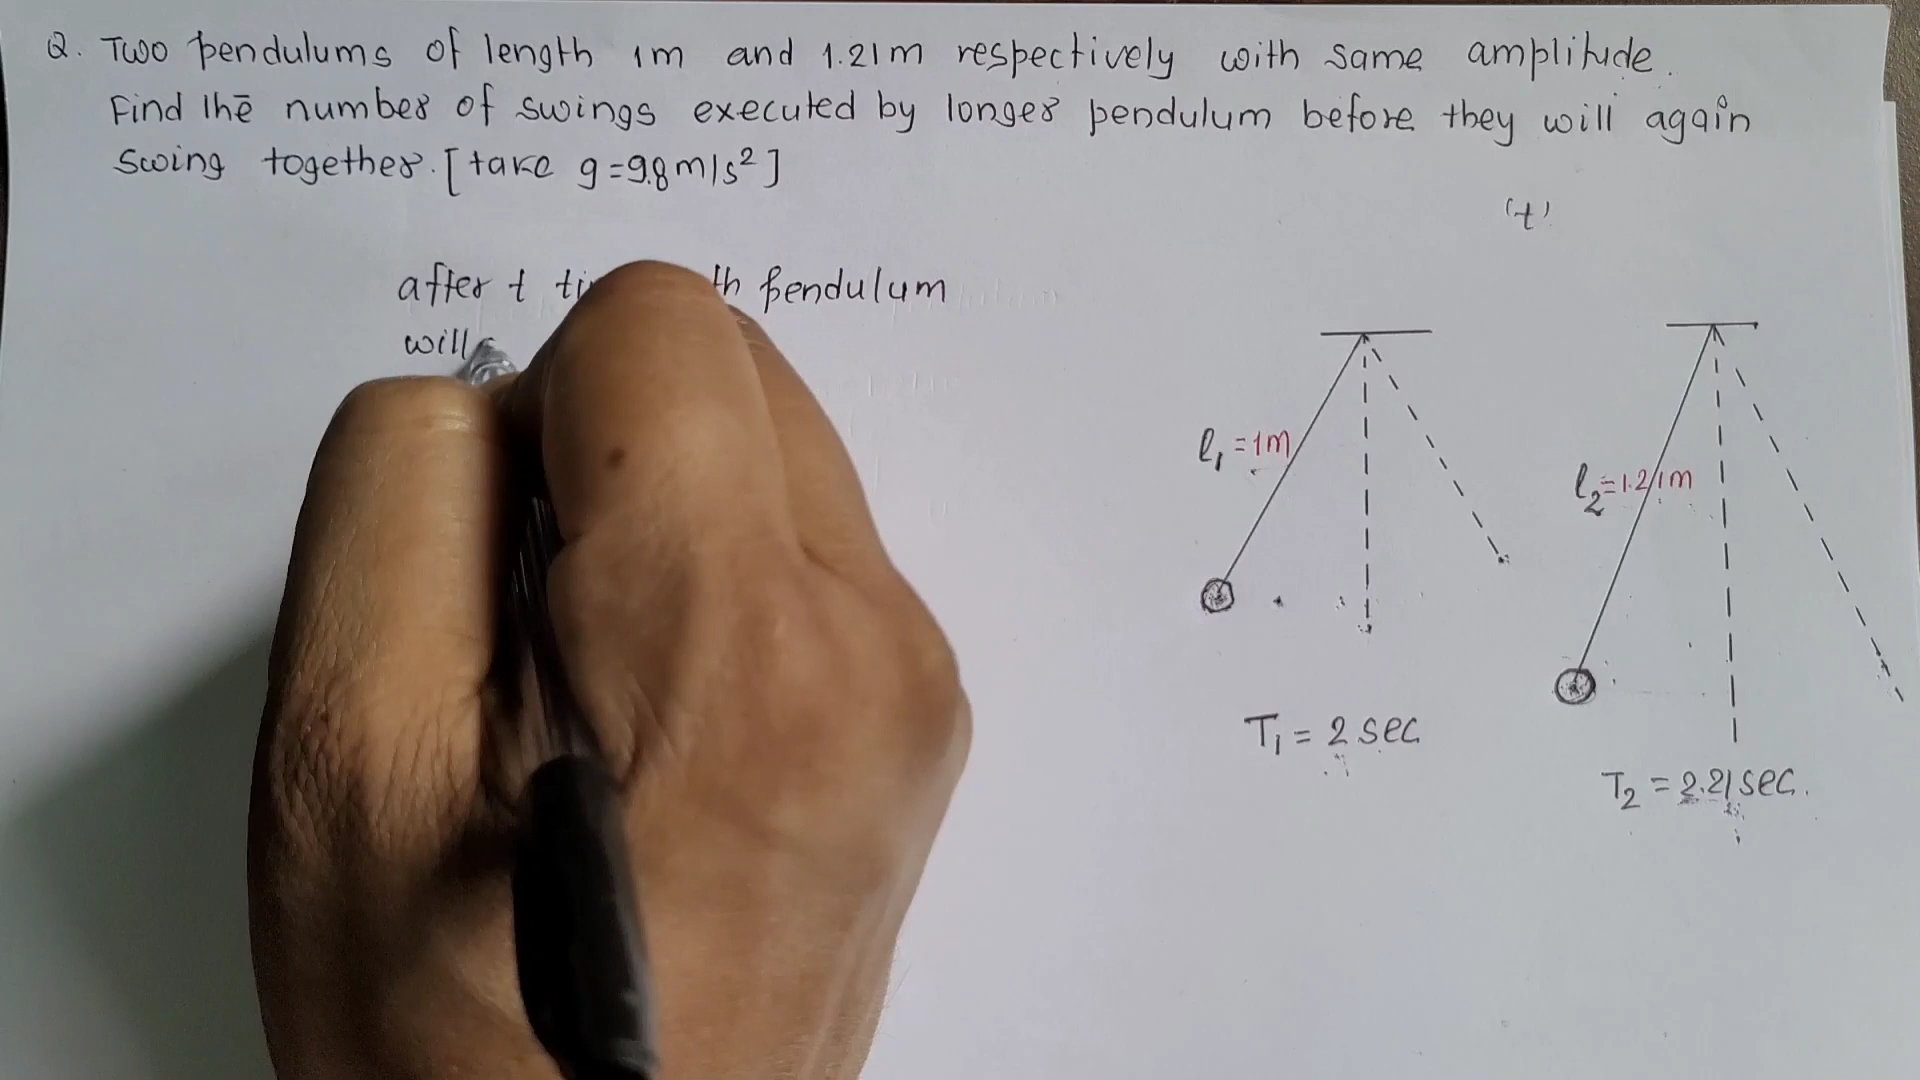 Q. Two pendulums of length 1m and 1.21m respectively with same amplitude.
Find the number of swings executed by longer pendulum before they will again
swing together. [take g=9.8m/s²]
(t)
after t pendulum
will
l₁=1m
l₂=1.21m
T₁ = 2 sec
T₂ = 2.21 sec.